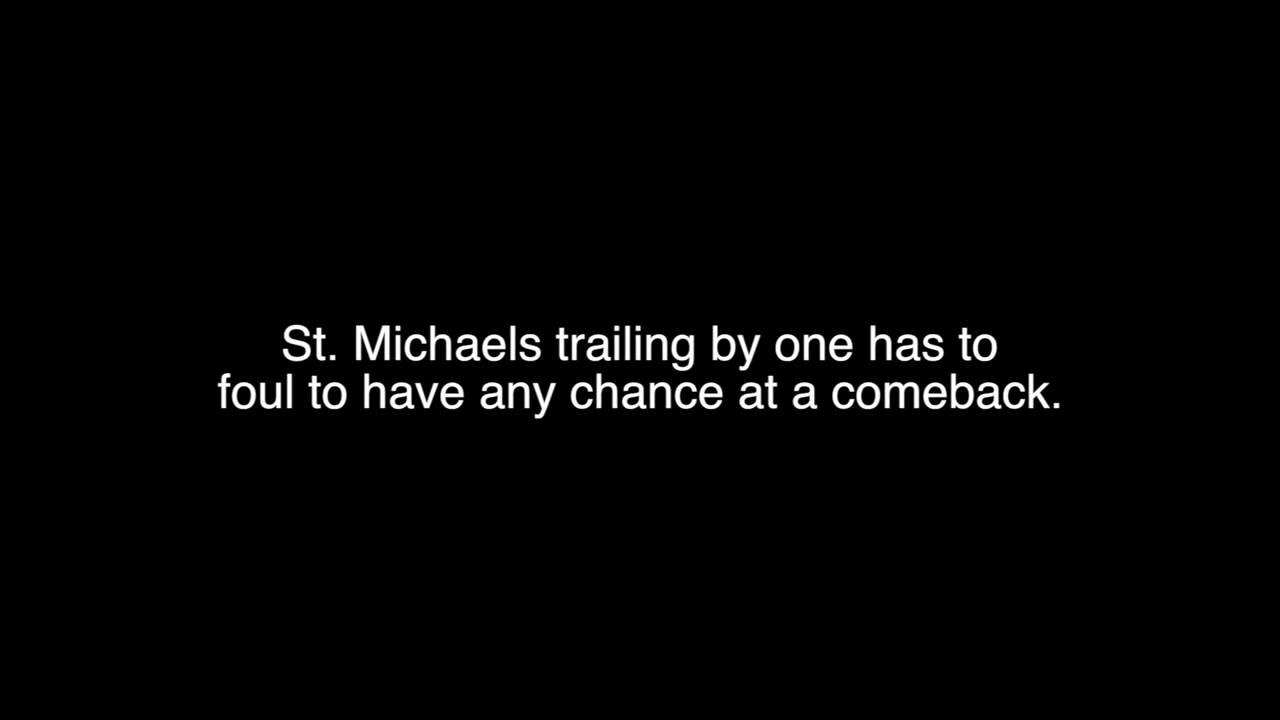 St. Michaels trailing by one has to
foul to have any chance at a comeback.